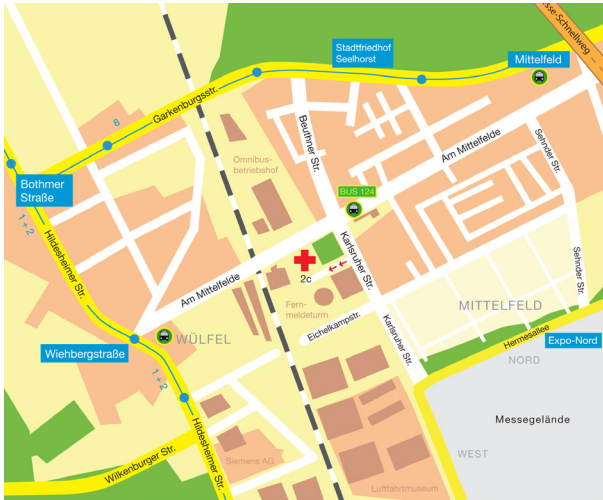 Stadtfriedhof
Seelhorst
Mittelfeld
sse-Schnellweg
Garkenburgsstr.
8
Beuthner Str.
Am Mittelfelde
Sehnder Str.
Omnibus-
betriebshof
Bothmer
Straße
1 + 2
Hildesheimer Str.
BUS 124
Karlsruher Str.
2c
Am Mittelfelde
Fern-
meldeturm
Sehnder Str.
MITTELFELD
Eichelkampstr.
WÜLFEL
Wiehbergstraße
Karlsruher Str.
Hermesallee
Expo-Nord
NORD
1 + 2
Hildesheimer Str.
Messegelände
WEST
Wilkenburger Str.
Siemens AG
Luftfahrtmuseum